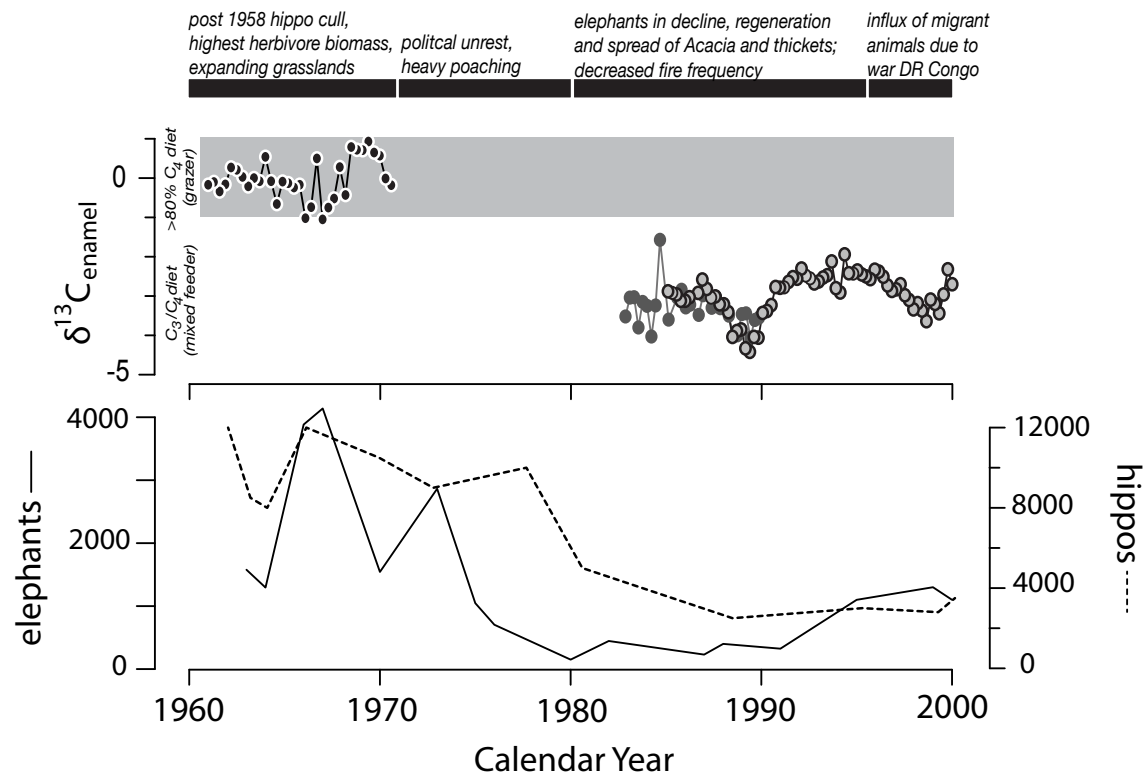 post 1958 hippo cull,
highest herbivore biomass,
expanding grasslands
politcal unrest,
heavy poaching
elephants in decline, regeneration
and spread of Acacia and thickets;
decreased fire frequency
influx of migrant
animals due to
war DR Congo
δ13Cenamel
0
-5
>80% C4 diet
(grazer)
C3/C4 diet
(mixed feeder)
elephants
4000
2000
0
hippos
12000
8000
4000
0
1960
1970
1980
1990
2000
Calendar Year